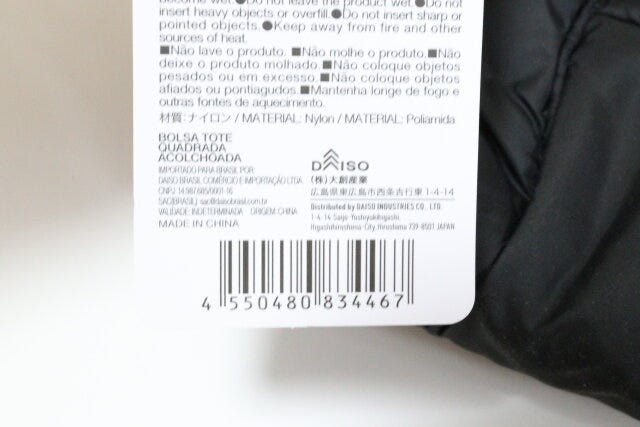 become wet.●Do not leave the product wet.●Do not
insert heavy objects or overfill.●Do not insert sharp or
pointed objects.●Keep away from fire and other
sources of heat.
■Não lave o produto. ■Não molhe o produto.■Não
deixe o produto molhado.■Não coloque objetos
pesados ou em excesso.■Não coloque objetos
afiados ou pontiagudos.■Mantenha longe de fogo e
outras fontes de aquecimento.
材質:ナイロン/MATERIAL: Nylon / MATERIAL: Poliamida
BOLSA TOTE
QUADRADA
ACOLCHOADA
IMPORTADO PARA BRASIL POR:
DAISO BRASIL COMÉRCIO E IMPORTAÇÃO LTDA.
CNPJ: 14.987.685/0001-16
SAC(BRASIL): sac@daisobrasil.com.br
VALIDADE: INDETERMINADA ORIGEM: CHINA
MADE IN CHINA
DAISO
(株)大創産業
広島県東広島市西条吉行東1-4-14
Distributed by DAISO INDUSTRIES CO., LTD.
1-4-14 Saijo-Yoshiyukihigashi,
Higashihiroshima-City, Hiroshima 739-8501 JAPAN
4 550480 834467